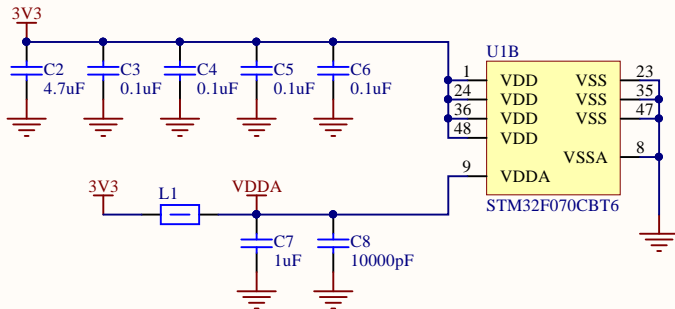 3V3
C2
4.7uF
C3
0.1uF
C4
0.1uF
C5
0.1uF
C6
0.1uF
U1B
1
VDD
VSS
23
24
VDD
VSS
35
36
VDD
VSS
47
48
VDD
VSSA
8
9
VDDA
STM32F070CBT6
3V3
L1
VDDA
C7
1uF
C8
10000pF